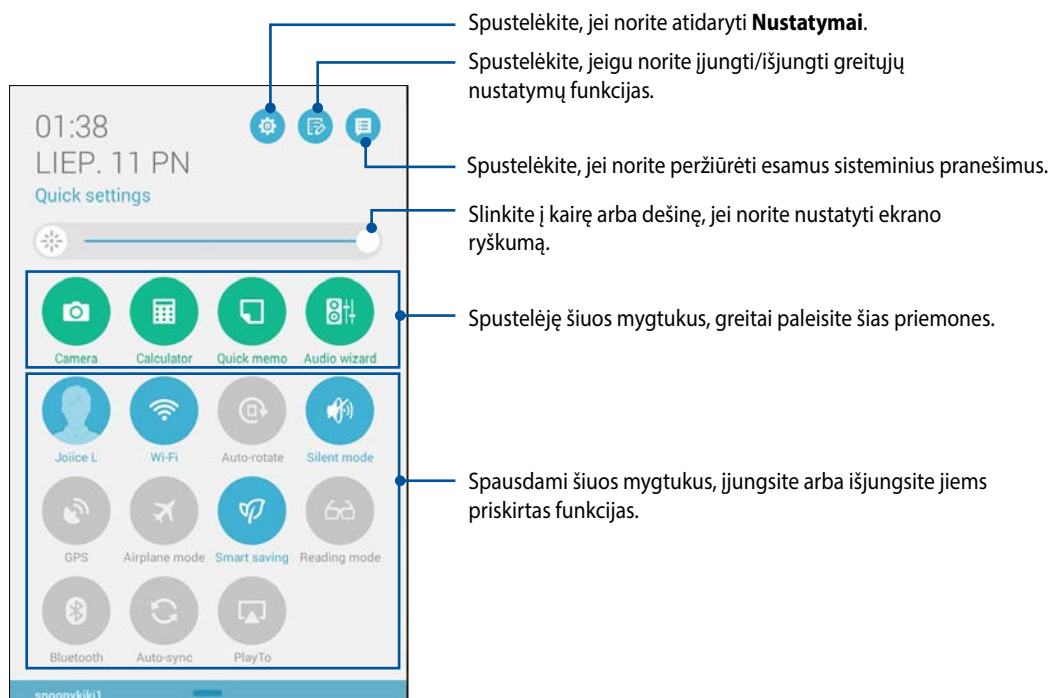 Spustelėkite, jei norite atidaryti Nustatymai.
Spustelėkite, jeigu norite įjungti/išjungti greitųjų
nustatymų funkcijas.
Spustelėkite, jei norite peržiūrėti esamus sisteminius pranešimus.
Slinkite į kairę arba dešinę, jei norite nustatyti ekrano
ryškumą.
Spustelėję šiuos mygtukus, greitai paleisite šias priemones.
Spausdami šiuos mygtukus, įjungsite arba išjungsite jiems
priskirtas funkcijas.
01:38
LIEP. 11 PN
Quick settings
Camera Calculator Quick memo Audio wizard
Joiice L Wi-Fi Auto-rotate Silent mode
GPS Airplane mode Smart saving Reading mode
Bluetooth Auto-sync PlayTo
spoonykiki1